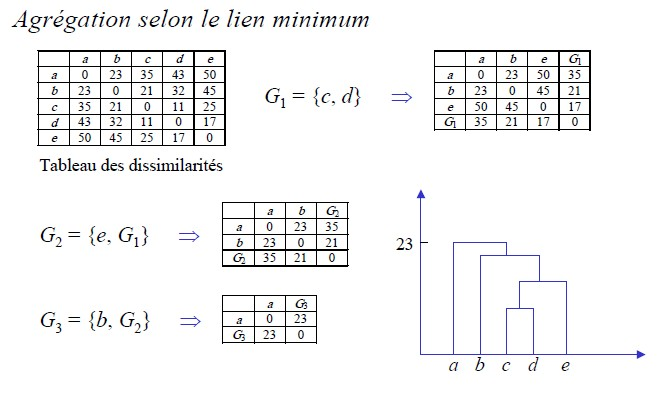 Agrégation selon le lien minimum
a b c d e
a 0 23 35 43 50
b 23 0 21 32 45
c 35 21 0 11 25
d 43 32 11 0 17
e 50 45 25 17 0
Tableau des dissimilarités
G1 = {c, d} ⇒
a b e G1
a 0 23 50 35
b 23 0 45 21
e 50 45 0 17
G1 35 21 17 0
G2 = {e, G1} ⇒
a b G2
a 0 23 35
b 23 0 21
G2 35 21 0
G3 = {b, G2} ⇒
a G3
a 0 23
G3 23 0
23
a b c d e